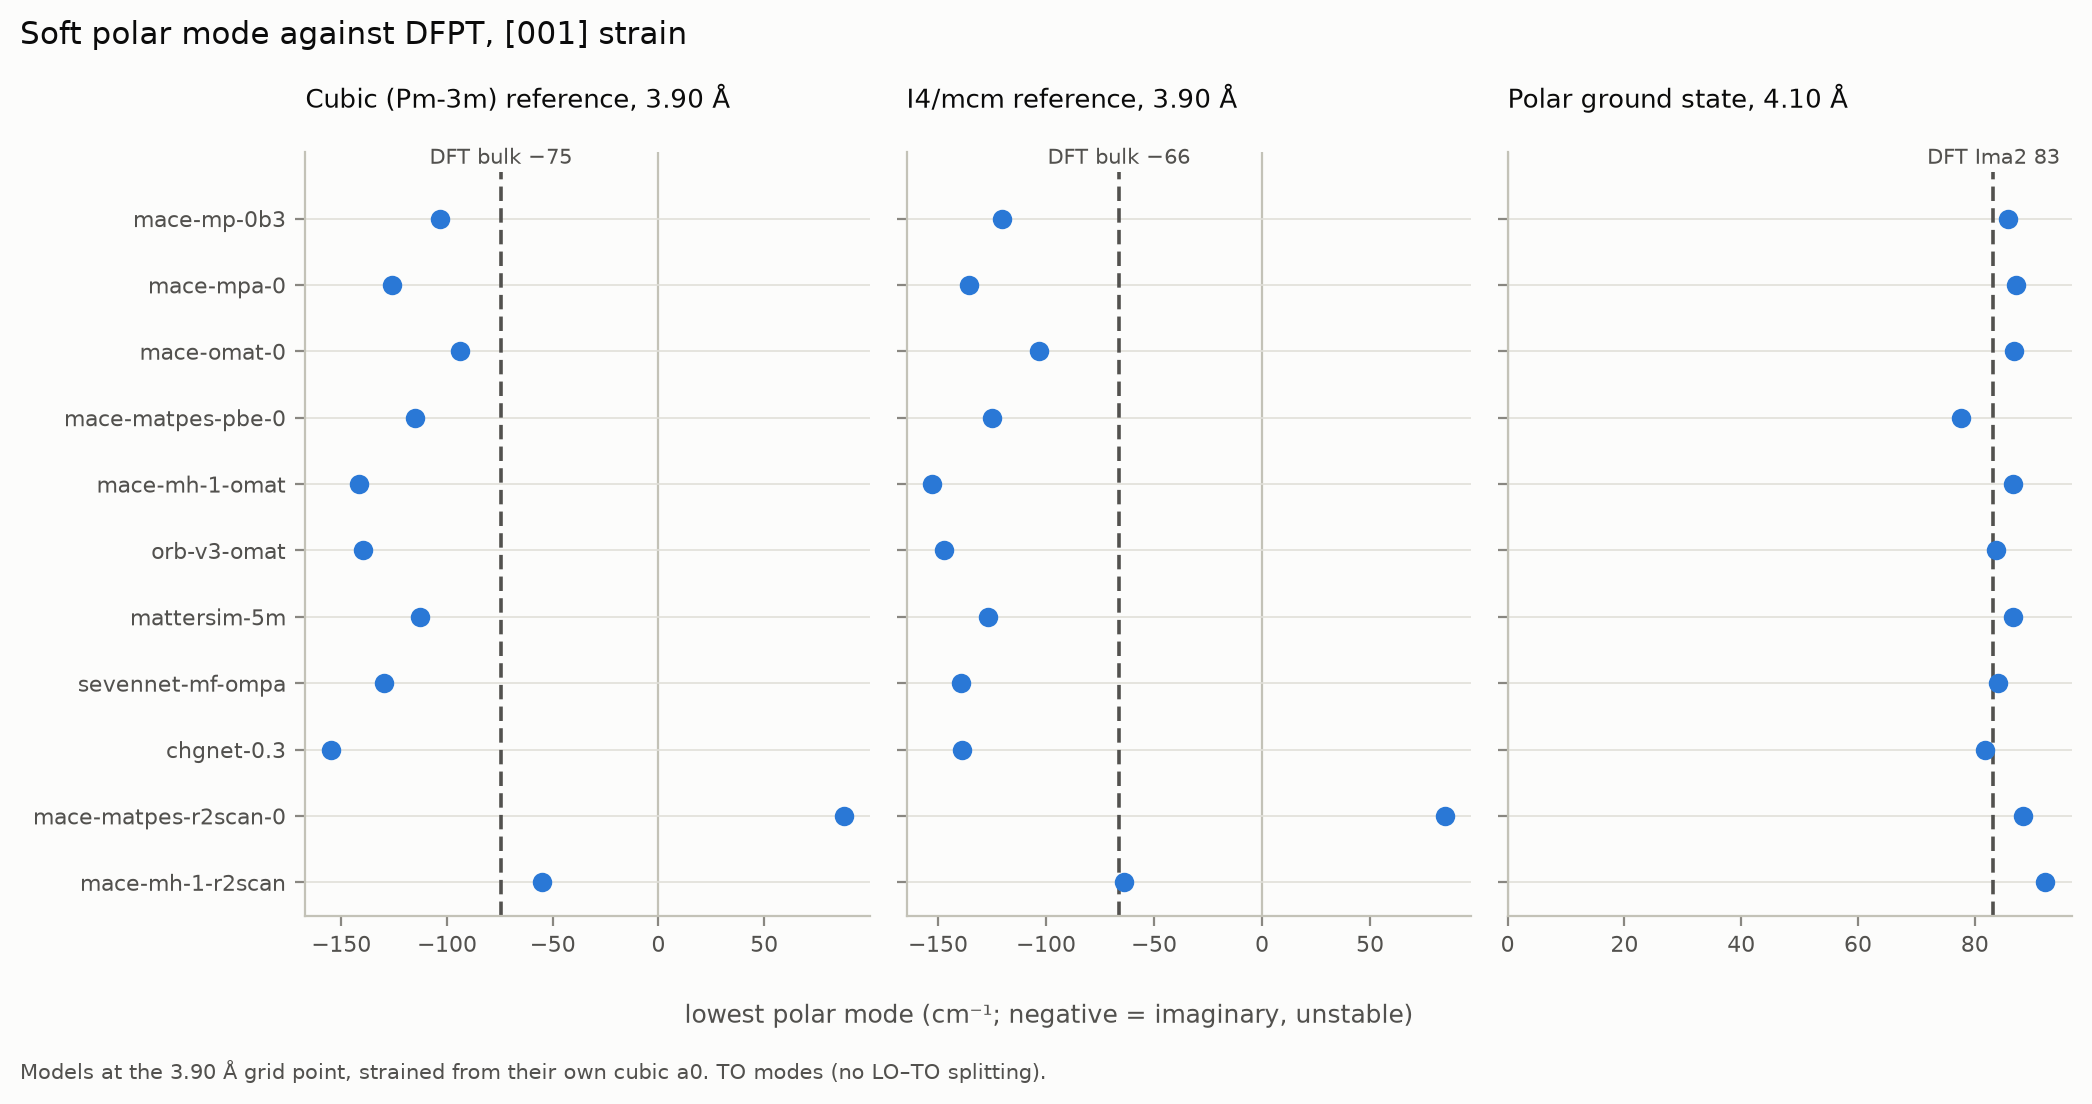 Soft polar mode against DFPT, [001] strain
Cubic (Pm-3m) reference, 3.90 Å
I4/mcm reference, 3.90 Å
Polar ground state, 4.10 Å
DFT bulk −75
DFT bulk −66
DFT Ima2 83
mace-mp-0b3
mace-mpa-0
mace-omat-0
mace-matpes-pbe-0
mace-mh-1-omat
orb-v3-omat
mattersim-5m
sevennet-mf-ompa
chgnet-0.3
mace-matpes-r2scan-0
mace-mh-1-r2scan
−150 −100 −50 0 50
−150 −100 −50 0 50
0 20 40 60 80
lowest polar mode (cm⁻¹; negative = imaginary, unstable)
Models at the 3.90 Å grid point, strained from their own cubic a0. TO modes (no LO–TO splitting).